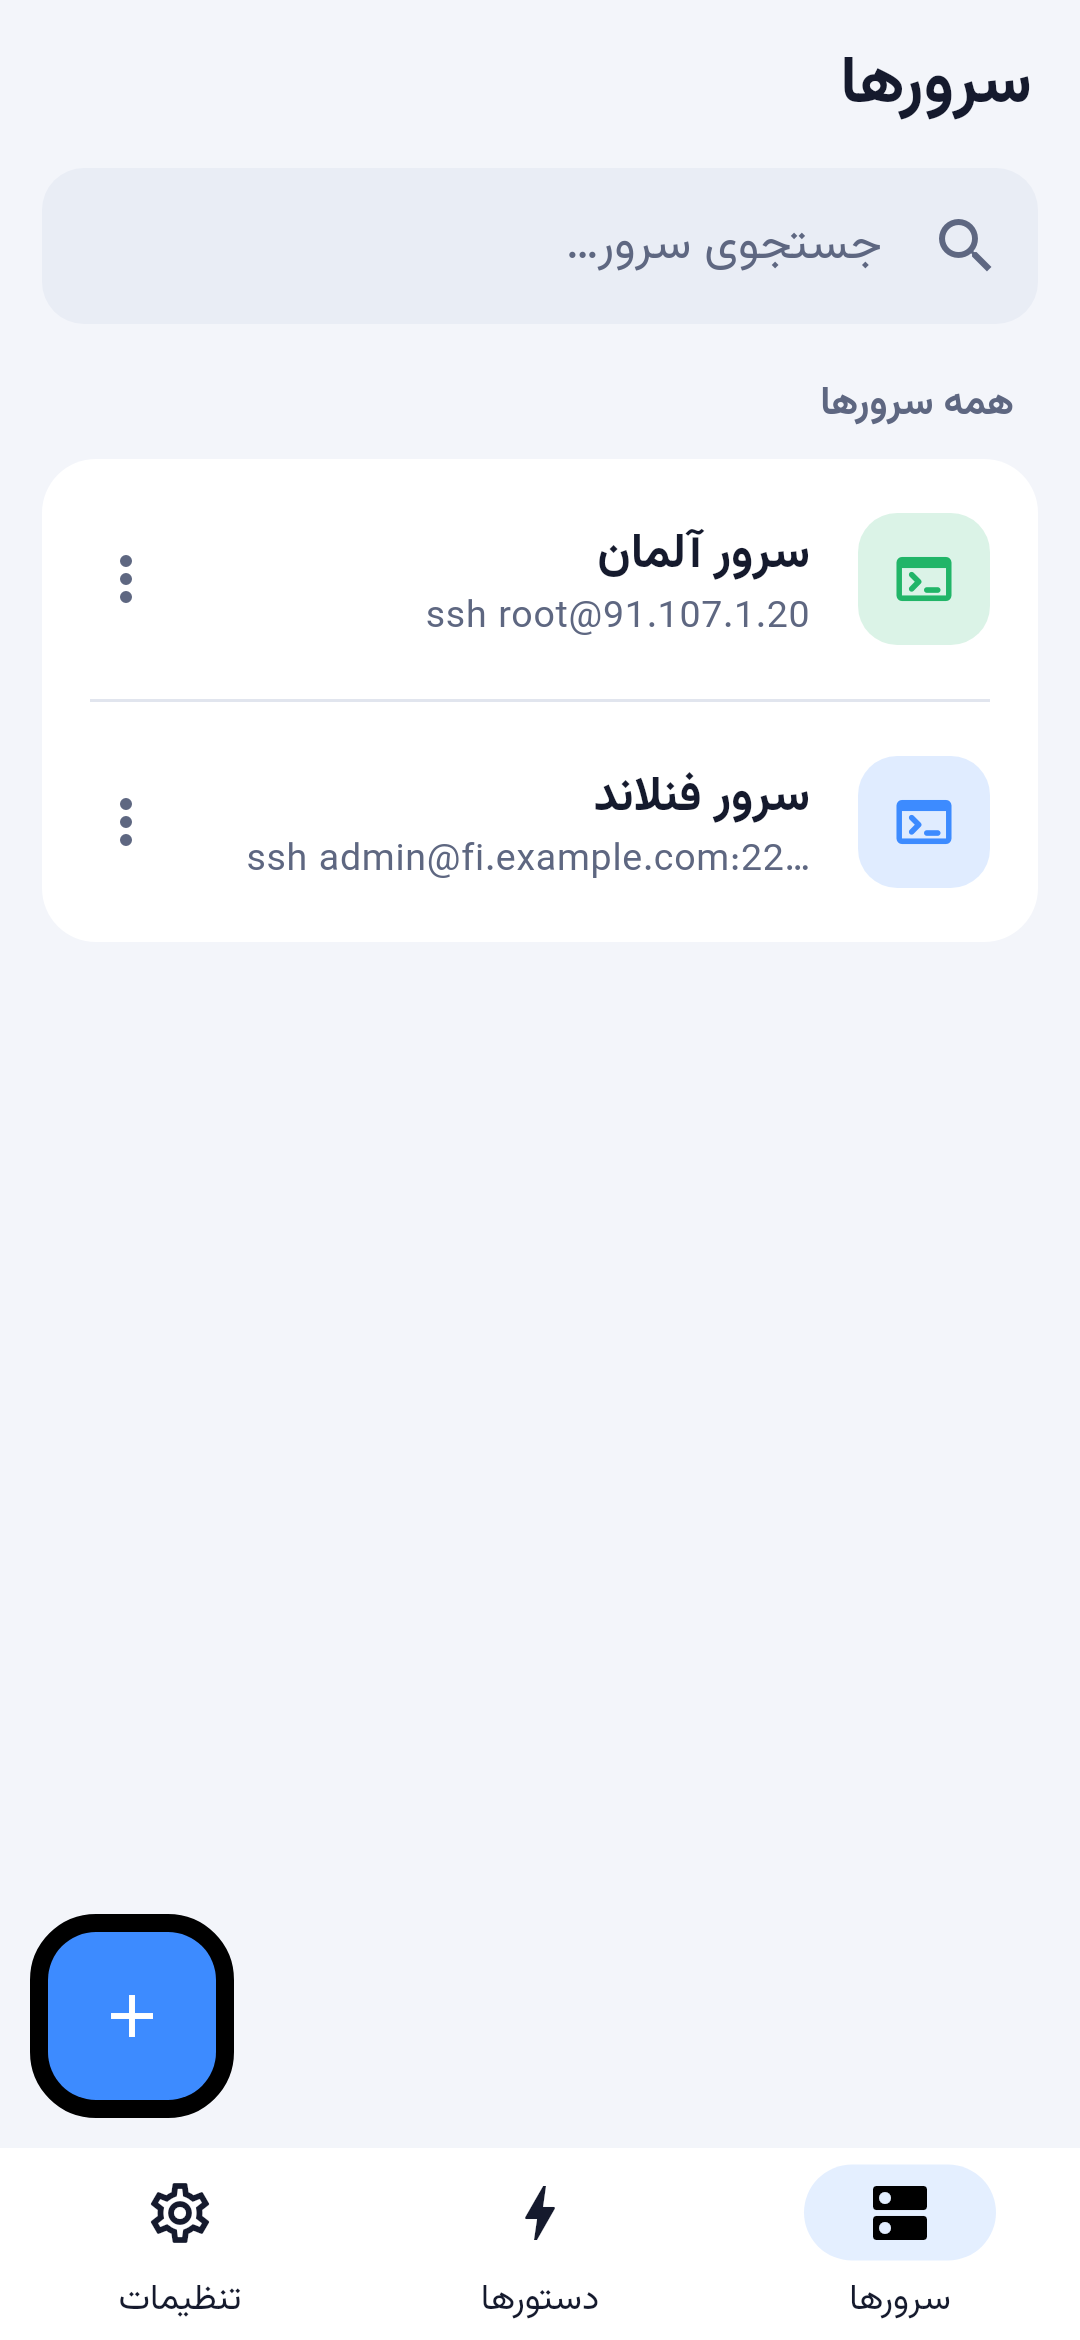 سرورها
جستجوی سرور...
همه سرورها
سرور آلمان
ssh root@91.107.1.20
سرور فنلاند
ssh admin@fi.example.com:22...
سرورها
دستورها
تنظیمات